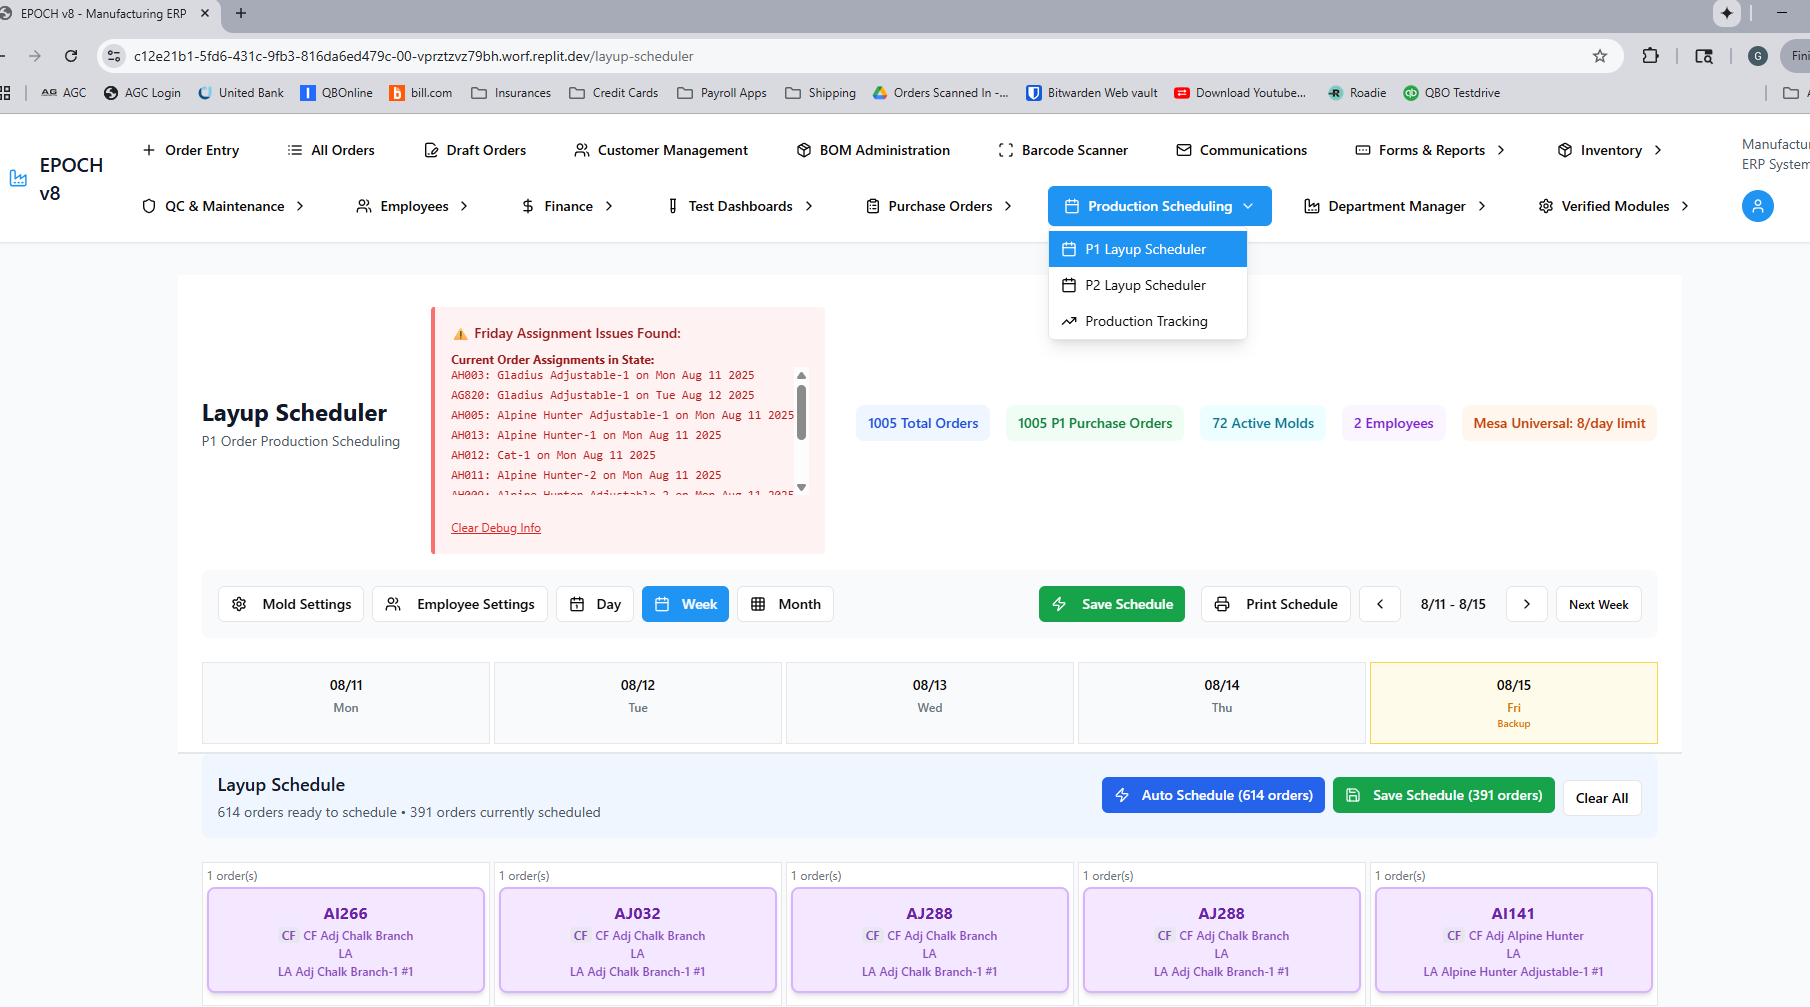 EPOCH v8 - Manufacturing ERP
c12e21b1-5fd6-431c-9fb3-816da6ed479c-00-vprztzvz79bh.worf.replit.dev/layup-scheduler
G
Fini
AG AGC
AGC Login
United Bank
QBOnline
bill.com
Insurances
Credit Cards
Payroll Apps
Shipping
Orders Scanned In -...
Bitwarden Web vault
Download Youtube...
Roadie
QBO Testdrive
EPOCH
v8
Order Entry
All Orders
Draft Orders
Customer Management
BOM Administration
Barcode Scanner
Communications
Forms & Reports
Inventory
Manufactu
ERP System
QC & Maintenance
Employees
Finance
Test Dashboards
Purchase Orders
Production Scheduling
Department Manager
Verified Modules
P1 Layup Scheduler
P2 Layup Scheduler
Production Tracking
Layup Scheduler
P1 Order Production Scheduling
Friday Assignment Issues Found:
Current Order Assignments in State:
AH003: Gladius Adjustable-1 on Mon Aug 11 2025
AG820: Gladius Adjustable-1 on Tue Aug 12 2025
AH005: Alpine Hunter Adjustable-1 on Mon Aug 11 2025
AH013: Alpine Hunter-1 on Mon Aug 11 2025
AH012: Cat-1 on Mon Aug 11 2025
AH011: Alpine Hunter-2 on Mon Aug 11 2025
AH009: Alpine Hunter Adjustable-2 on Mon Aug 11 2025
Clear Debug Info
1005 Total Orders
1005 P1 Purchase Orders
72 Active Molds
2 Employees
Mesa Universal: 8/day limit
Mold Settings
Employee Settings
Day
Week
Month
Save Schedule
Print Schedule
8/11 - 8/15
Next Week
08/11
Mon
08/12
Tue
08/13
Wed
08/14
Thu
08/15
Fri
Backup
Layup Schedule
614 orders ready to schedule • 391 orders currently scheduled
Auto Schedule (614 orders)
Save Schedule (391 orders)
Clear All
1 order(s)
AI266
CF CF Adj Chalk Branch
LA
LA Adj Chalk Branch-1 #1
1 order(s)
AJ032
CF CF Adj Chalk Branch
LA
LA Adj Chalk Branch-1 #1
1 order(s)
AJ288
CF CF Adj Chalk Branch
LA
LA Adj Chalk Branch-1 #1
1 order(s)
AJ288
CF CF Adj Chalk Branch
LA
LA Adj Chalk Branch-1 #1
1 order(s)
AI141
CF CF Adj Alpine Hunter
LA
LA Alpine Hunter Adjustable-1 #1